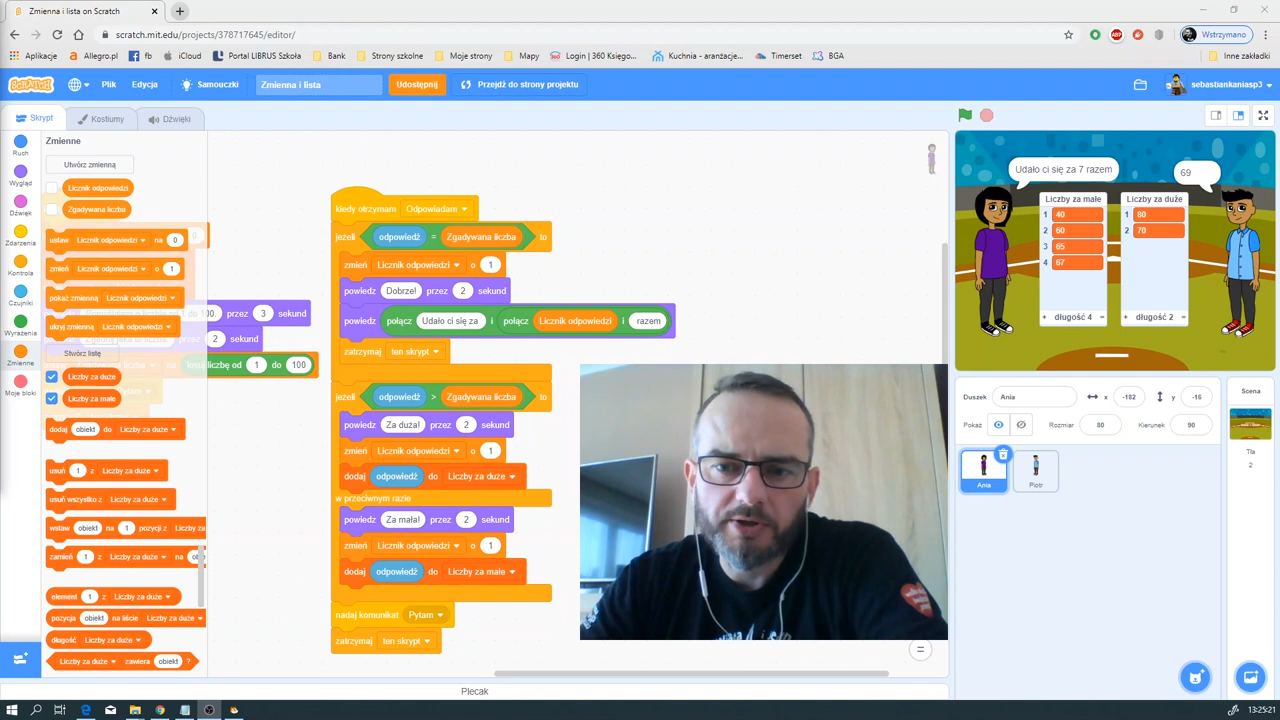 Zmienna i lista on Scratch
scratch.mit.edu/projects/378717645/editor/
Wstrzymano
Aplikacje Allegro.pl fb iCloud Portal LIBRUS Szkoła Bank Strony szkolne Moje strony Mapy Login | 360 Księgo... Kuchnia – aranżacje... Timerset BGA Inne zakładki
SCRATCH Plik Edycja Samouczki Zmienna i lista Udostępnij Przejdź do strony projektu sebastiankaniasp3
Skrypt Kostiumy Dźwięki
Ruch
Wygląd
Dźwięk
Zdarzenia
Kontrola
Czujniki
Wyrażenia
Zmienne
Moje bloki
Zmienne
Utwórz zmienną
Licznik odpowiedzi
Zgadywana liczba
ustaw Licznik odpowiedzi na 0
zmień Licznik odpowiedzi o 1
pokaż zmienną Licznik odpowiedzi
ukryj zmienną Licznik odpowiedzi
Stwórz listę
Liczby za duże
Liczby za małe
dodaj obiekt do Liczby za duże
usuń 1 z Liczby za duże
usuń wszystko z Liczby za duże
wstaw obiekt na 1 pozycji z Liczby za
zamień 1 z Liczby za duże na
element 1 z Liczby za duże
pozycja obiekt na liście Liczby za duże
długość Liczby za duże
Liczby za duże zawiera obiekt ?
od 1 do 100. przez 3 sekund
2 sekund
liczbę od 1 do 100
kiedy otrzymam Odpowiadam
jeżeli odpowiedź = Zgadywana liczba to
zmień Licznik odpowiedzi o 1
powiedz Dobrze! przez 2 sekund
powiedz połącz Udało ci się za i połącz Licznik odpowiedzi i razem
zatrzymaj ten skrypt
jeżeli odpowiedź > Zgadywana liczba to
powiedz Za duża! przez 2 sekund
zmień Licznik odpowiedzi o 1
dodaj odpowiedź do Liczby za duże
w przeciwnym razie
powiedz Za mała! przez 2 sekund
zmień Licznik odpowiedzi o 1
dodaj odpowiedź do Liczby za małe
nadaj komunikat Pytam
zatrzymaj ten skrypt
Plecak
Udało ci się za 7 razem
69
Liczby za małe
1 40
2 60
3 65
4 67
+ długość 4 =
Liczby za duże
1 80
2 70
+ długość 2 =
Duszek Ania x -182 y -16
Pokaż Rozmiar 80 Kierunek 90
Ania Piotr
Scena
Tła
2
13:25:21